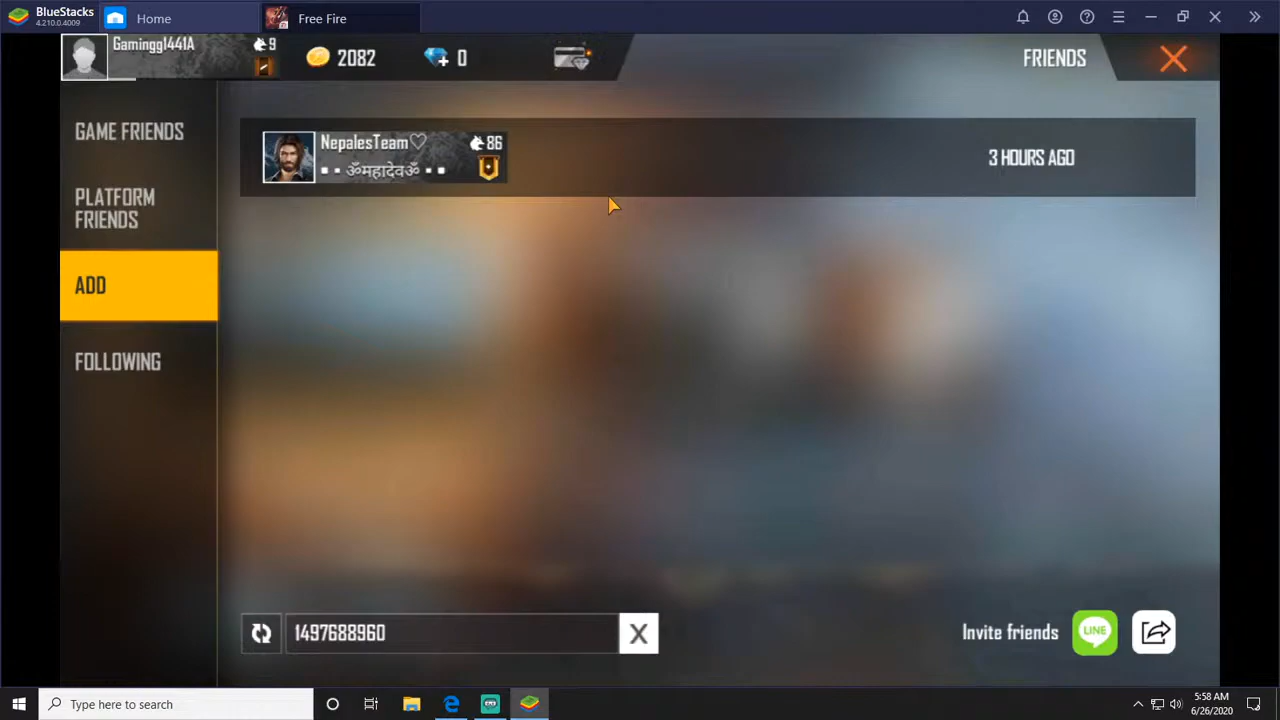 BlueStacks
4.210.0.4009
Home
Free Fire
Gamingg1441A
9
2082
0
FRIENDS
GAME FRIENDS
PLATFORM
FRIENDS
ADD
FOLLOWING
NepalesTeam♡
86
▪ ▪ ॐमहादेवॐ ▪ ▪
3 HOURS AGO
1497688960
X
Invite friends
LINE
Type here to search
5:58 AM
6/26/2020